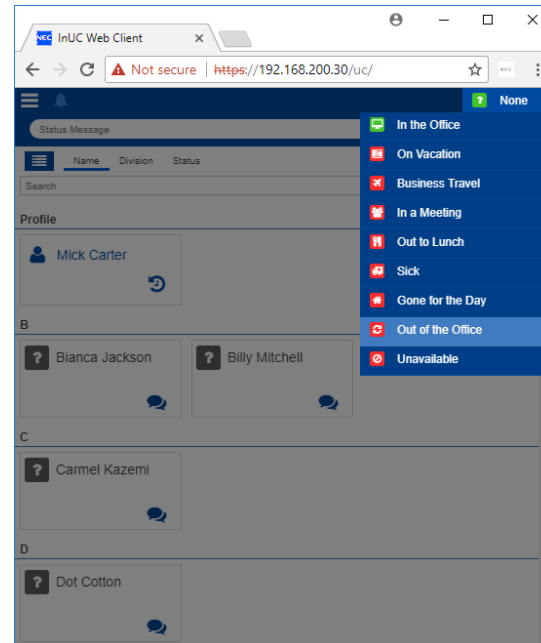 NEC InUC Web Client
Not secure | https://192.168.200.30/uc/
None
Status Message
In the Office
On Vacation
Business Travel
In a Meeting
Out to Lunch
Sick
Gone for the Day
Out of the Office
Unavailable
Name Division Status
Search
Profile
Mick Carter
B
Bianca Jackson
Billy Mitchell
C
Carmel Kazemi
D
Dot Cotton